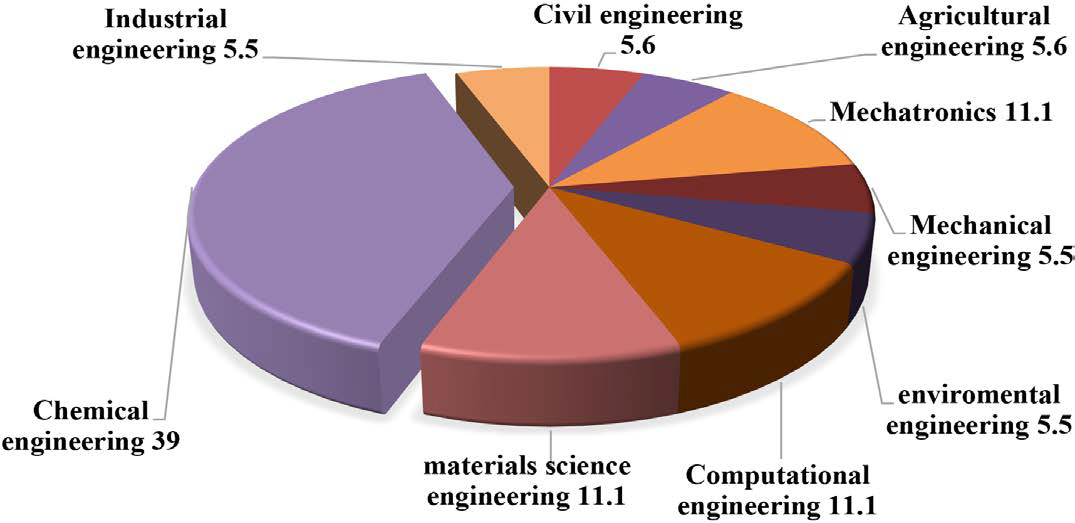 Industrial
engineering 5.5
Civil engineering
5.6
Agricultural
engineering 5.6
Mechatronics 11.1
Mechanical
engineering 5.5
enviromental
engineering 5.5
Computational
engineering 11.1
materials science
engineering 11.1
Chemical
engineering 39